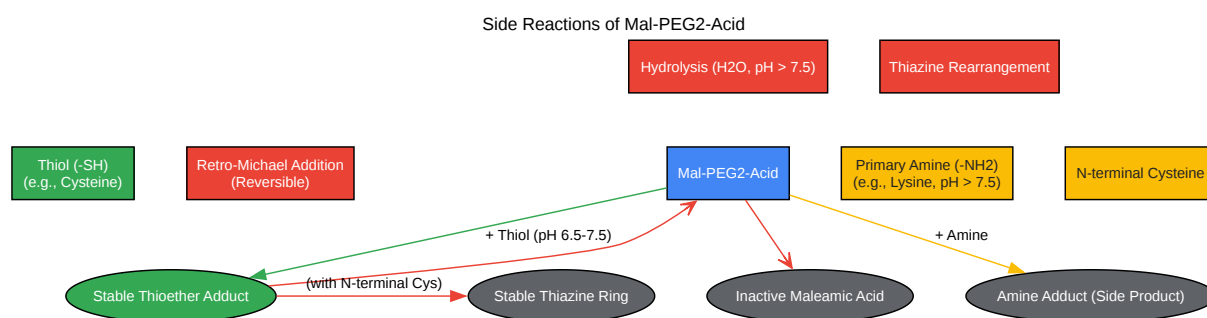 Side Reactions of Mal-PEG2-Acid
Hydrolysis (H2O, pH > 7.5)
Thiazine Rearrangement
Thiol (-SH)
(e.g., Cysteine)
Retro-Michael Addition
(Reversible)
Mal-PEG2-Acid
Primary Amine (-NH2)
(e.g., Lysine, pH > 7.5)
N-terminal Cysteine
+ Thiol (pH 6.5-7.5)
+ Amine
(with N-terminal Cys)
Stable Thioether Adduct
Stable Thiazine Ring
Inactive Maleamic Acid
Amine Adduct (Side Product)